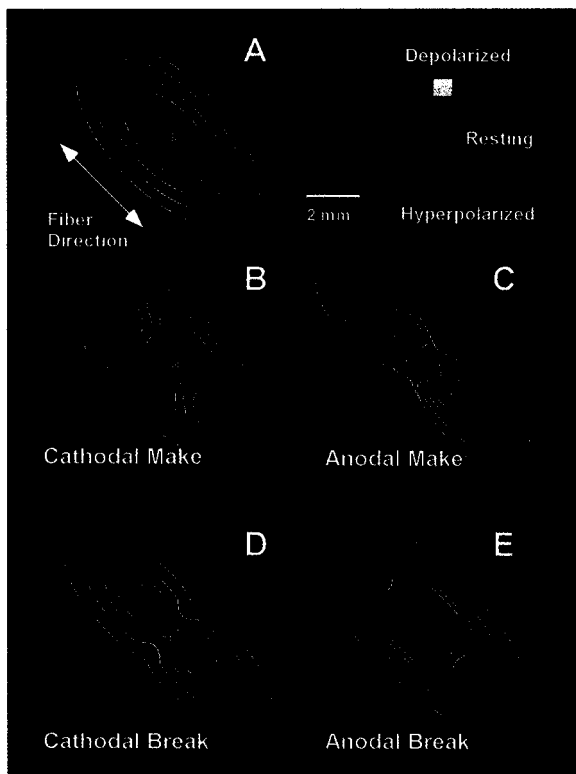 A
Depolarized
Resting
2 mm
Hyperpolarized
Fiber
Direction
B
C
Cathodal Make
Anodal Make
D
E
Cathodal Break
Anodal Break